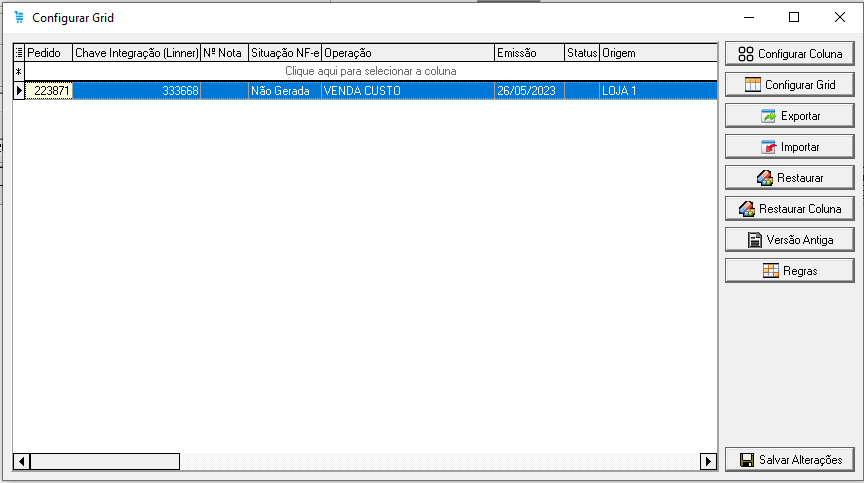 Configurar Grid
Pedido Chave Integração (Linner) Nº Nota Situação NF-e Operação Emissão Status Origem
Clique aqui para selecionar a coluna
223871 333668 Não Gerada VENDA CUSTO 26/05/2023 LOJA 1
Configurar Coluna
Configurar Grid
Exportar
Importar
Restaurar
Restaurar Coluna
Versão Antiga
Regras
Salvar Alterações